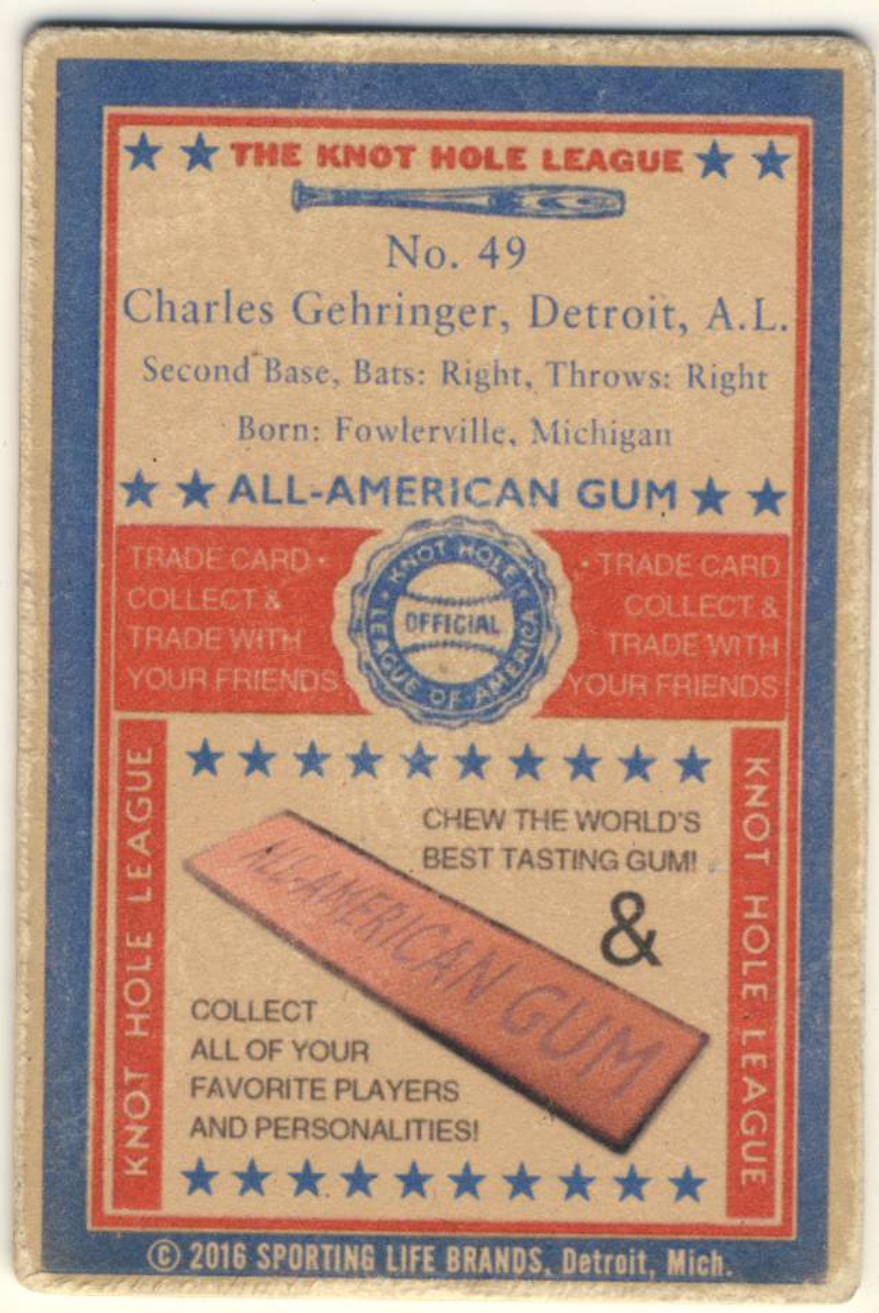 THE KNOT HOLE LEAGUE
No. 49
Charles Gehringer, Detroit, A.L.
Second Base, Bats: Right, Throws: Right
Born: Fowlerville, Michigan
ALL-AMERICAN GUM
TRADE CARD •
COLLECT &
TRADE WITH
YOUR FRIENDS
KNOT HOLE
LEAGUE OF AMERICA
OFFICIAL
• TRADE CARD
COLLECT &
TRADE WITH
YOUR FRIENDS
KNOT HOLE LEAGUE
CHEW THE WORLD'S
BEST TASTING GUM!
&
ALL-AMERICAN GUM
COLLECT
ALL OF YOUR
FAVORITE PLAYERS
AND PERSONALITIES!
KNOT HOLE LEAGUE
© 2016 SPORTING LIFE BRANDS, Detroit, Mich.